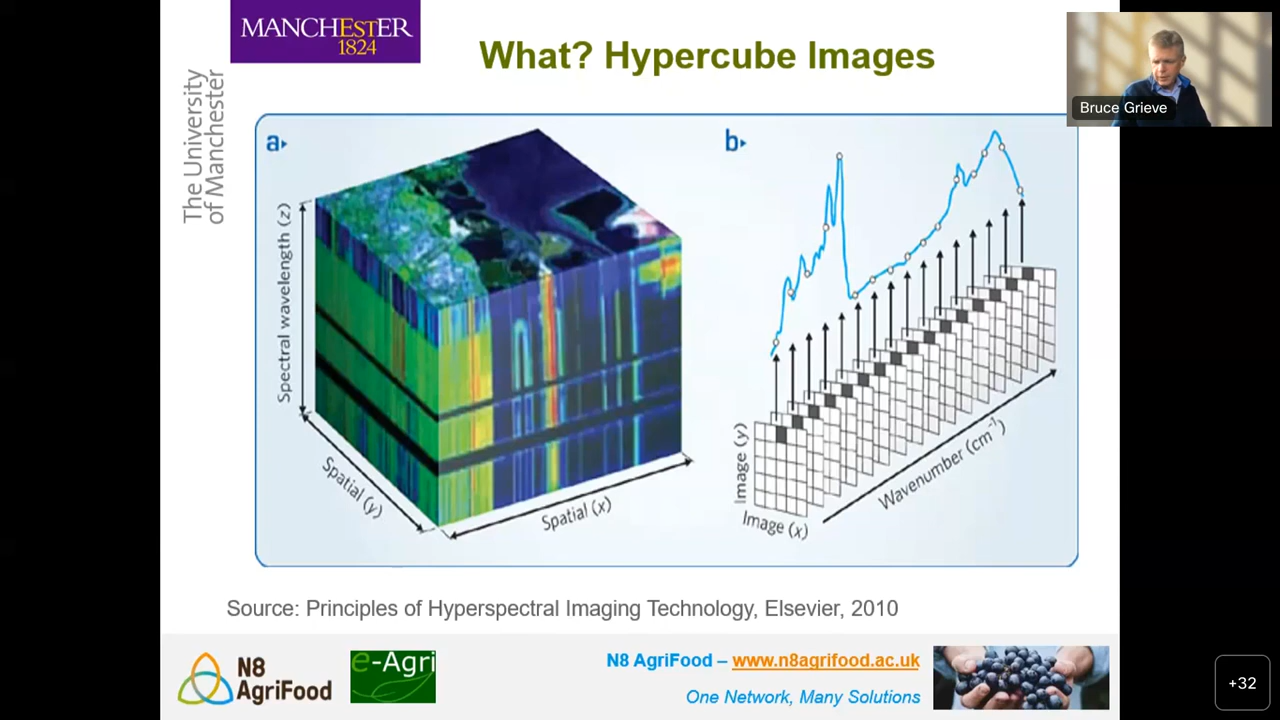 MANCHESTER
1824
The University
of Manchester
What? Hypercube Images
Bruce Grieve
a
b
Spectral wavelength (z)
Spatial (y)
Spatial (x)
Image (y)
Image (x)
Wavenumber (cm⁻¹)
Source: Principles of Hyperspectral Imaging Technology, Elsevier, 2010
N8
AgriFood
e-Agri
N8 AgriFood – www.n8agrifood.ac.uk
One Network, Many Solutions
+32